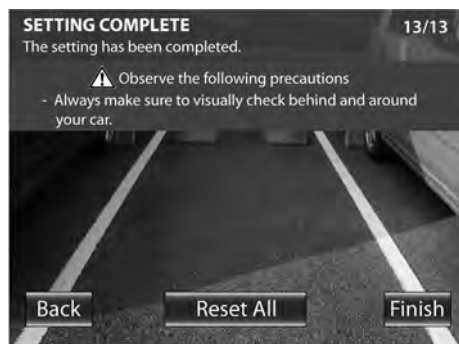 SETTING COMPLETE 13/13
The setting has been completed.
Observe the following precautions
- Always make sure to visually check behind and around
your car.
Back Reset All Finish